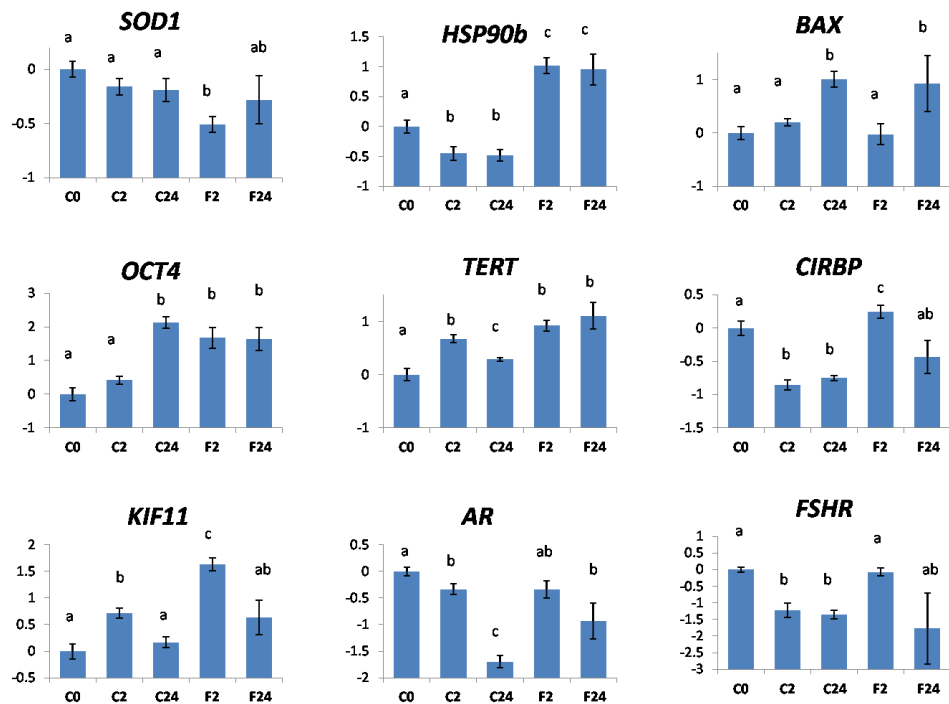 SOD1
a a a b ab
0
-0.5
-1
C0 C2 C24 F2 F24
HSP90b
a b b c c
1.5
1
0.5
0
-0.5
-1
C0 C2 C24 F2 F24
BAX
a a b a b
1
0
1
C0 C2 C24 F2 F24
OCT4
a a b b b
3
2
1
0
-1
C0 C2 C24 F2 F24
TERT
a b c b b
1
0
-1
C0 C2 C24 F2 F24
CIRBP
a b b c ab
0.5
0
-0.5
-1
-1.5
C0 C2 C24 F2 F24
KIF11
a b a c ab
2
1.5
1
0.5
0
-0.5
C0 C2 C24 F2 F24
AR
a b c ab b
0.5
0
-0.5
-1
-1.5
-2
C0 C2 C24 F2 F24
FSHR
a b b a ab
1
0.5
0
-0.5
-1
-1.5
-2
-2.5
-3
C0 C2 C24 F2 F24